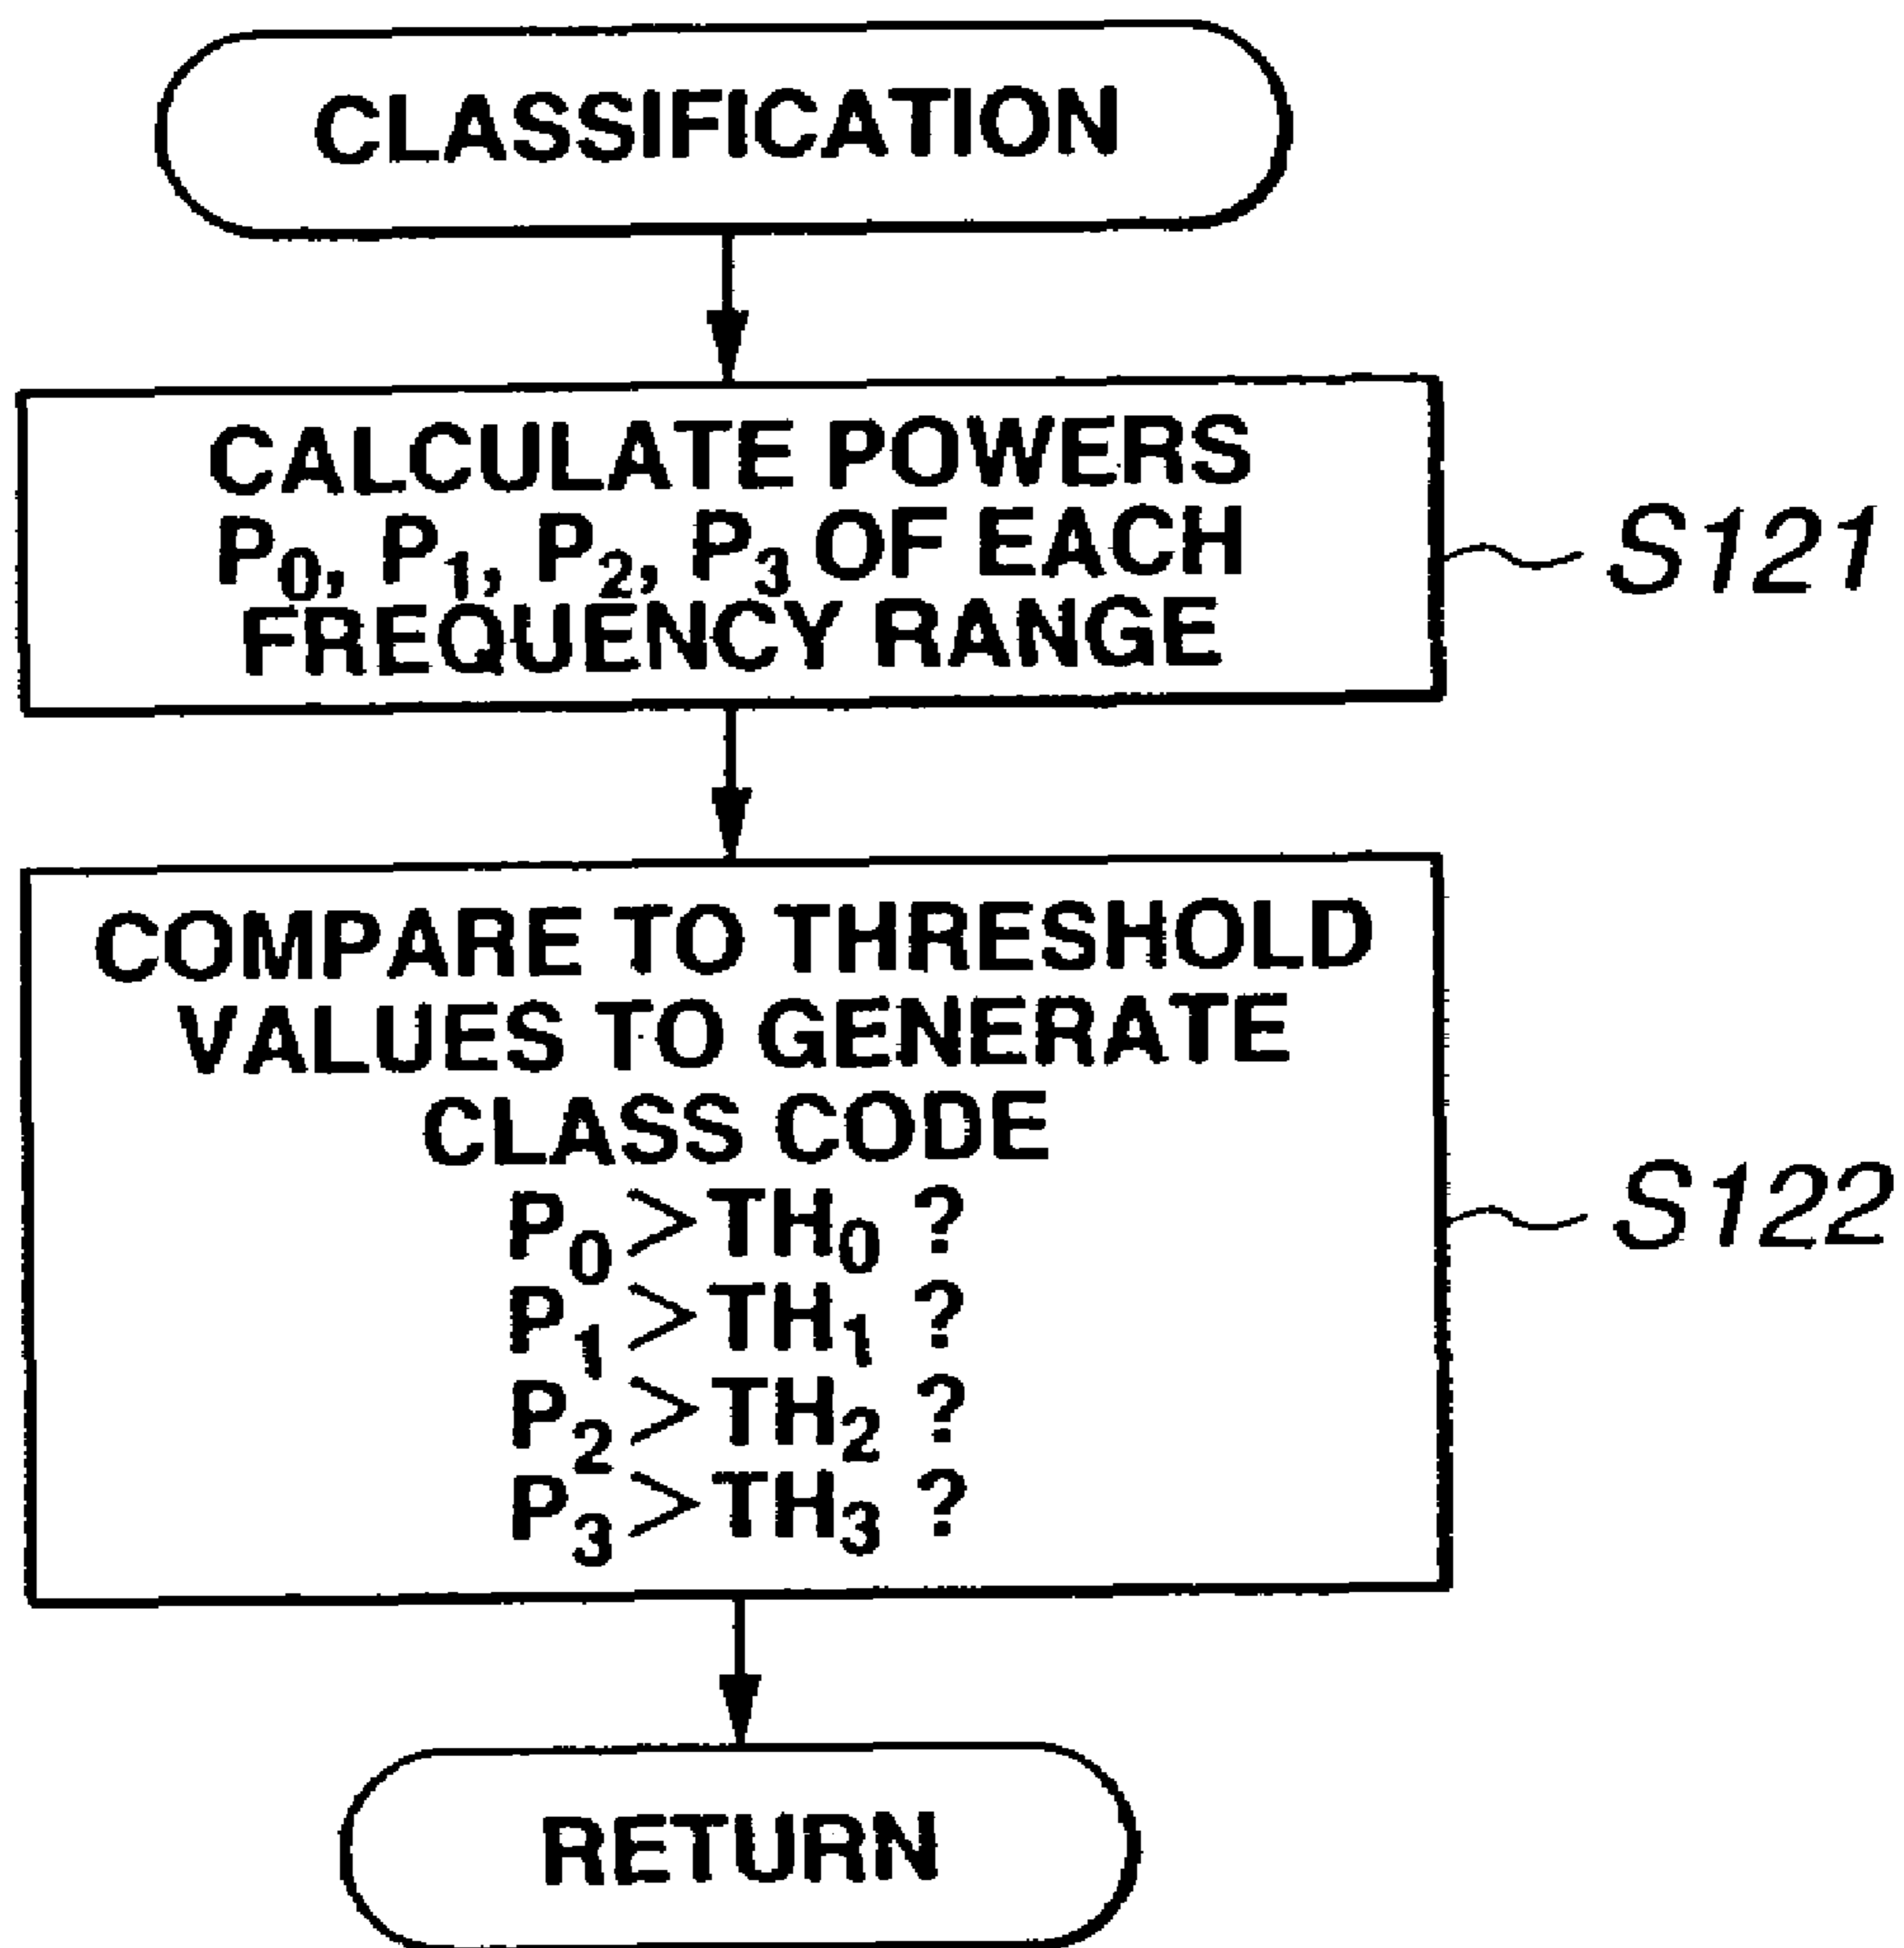 CLASSIFICATION
CALCULATE POWERS
P₀, P₁, P₂, P₃ OF EACH
FREQUENCY RANGE
S121
COMPARE TO THRESHOLD
VALUES TO GENERATE
CLASS CODE
P₀ > TH₀ ?
P₁ > TH₁ ?
P₂ > TH₂ ?
P₃ > TH₃ ?
S122
RETURN